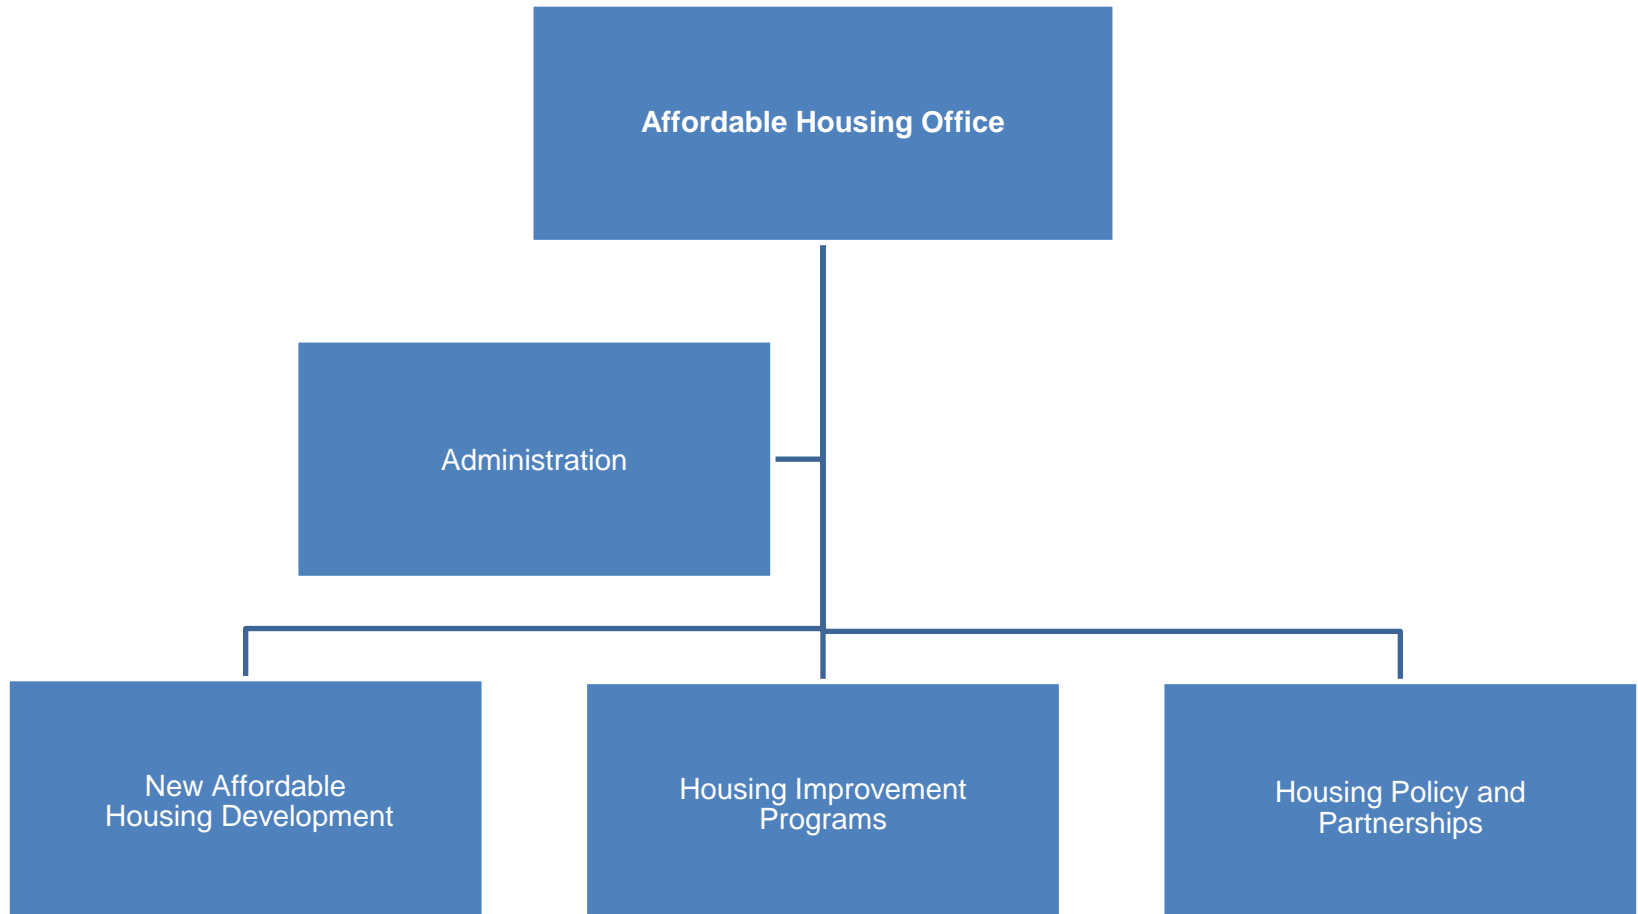 Affordable Housing Office
Administration
New Affordable
Housing Development
Housing Improvement
Programs
Housing Policy and
Partnerships